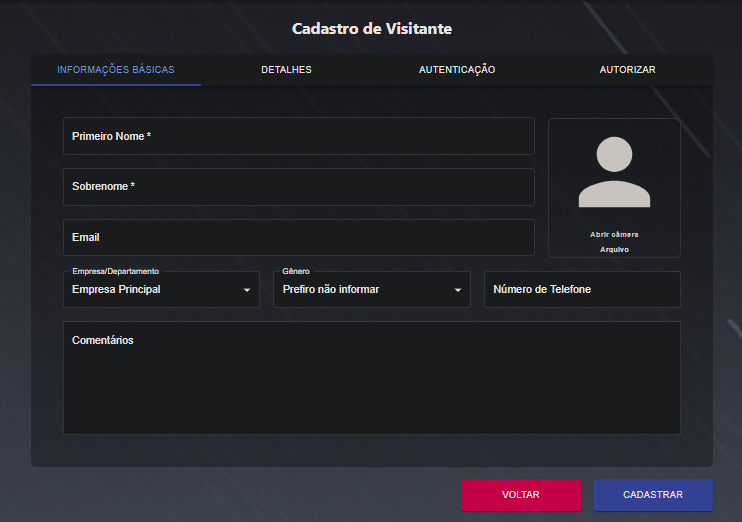 Cadastro de Visitante
INFORMAÇÕES BÁSICAS
DETALHES
AUTENTICAÇÃO
AUTORIZAR
Primeiro Nome *
Sobrenome *
Email
Abrir câmera
Arquivo
Empresa/Departamento
Empresa Principal
Gênero
Prefiro não informar
Número de Telefone
Comentários
VOLTAR
CADASTRAR